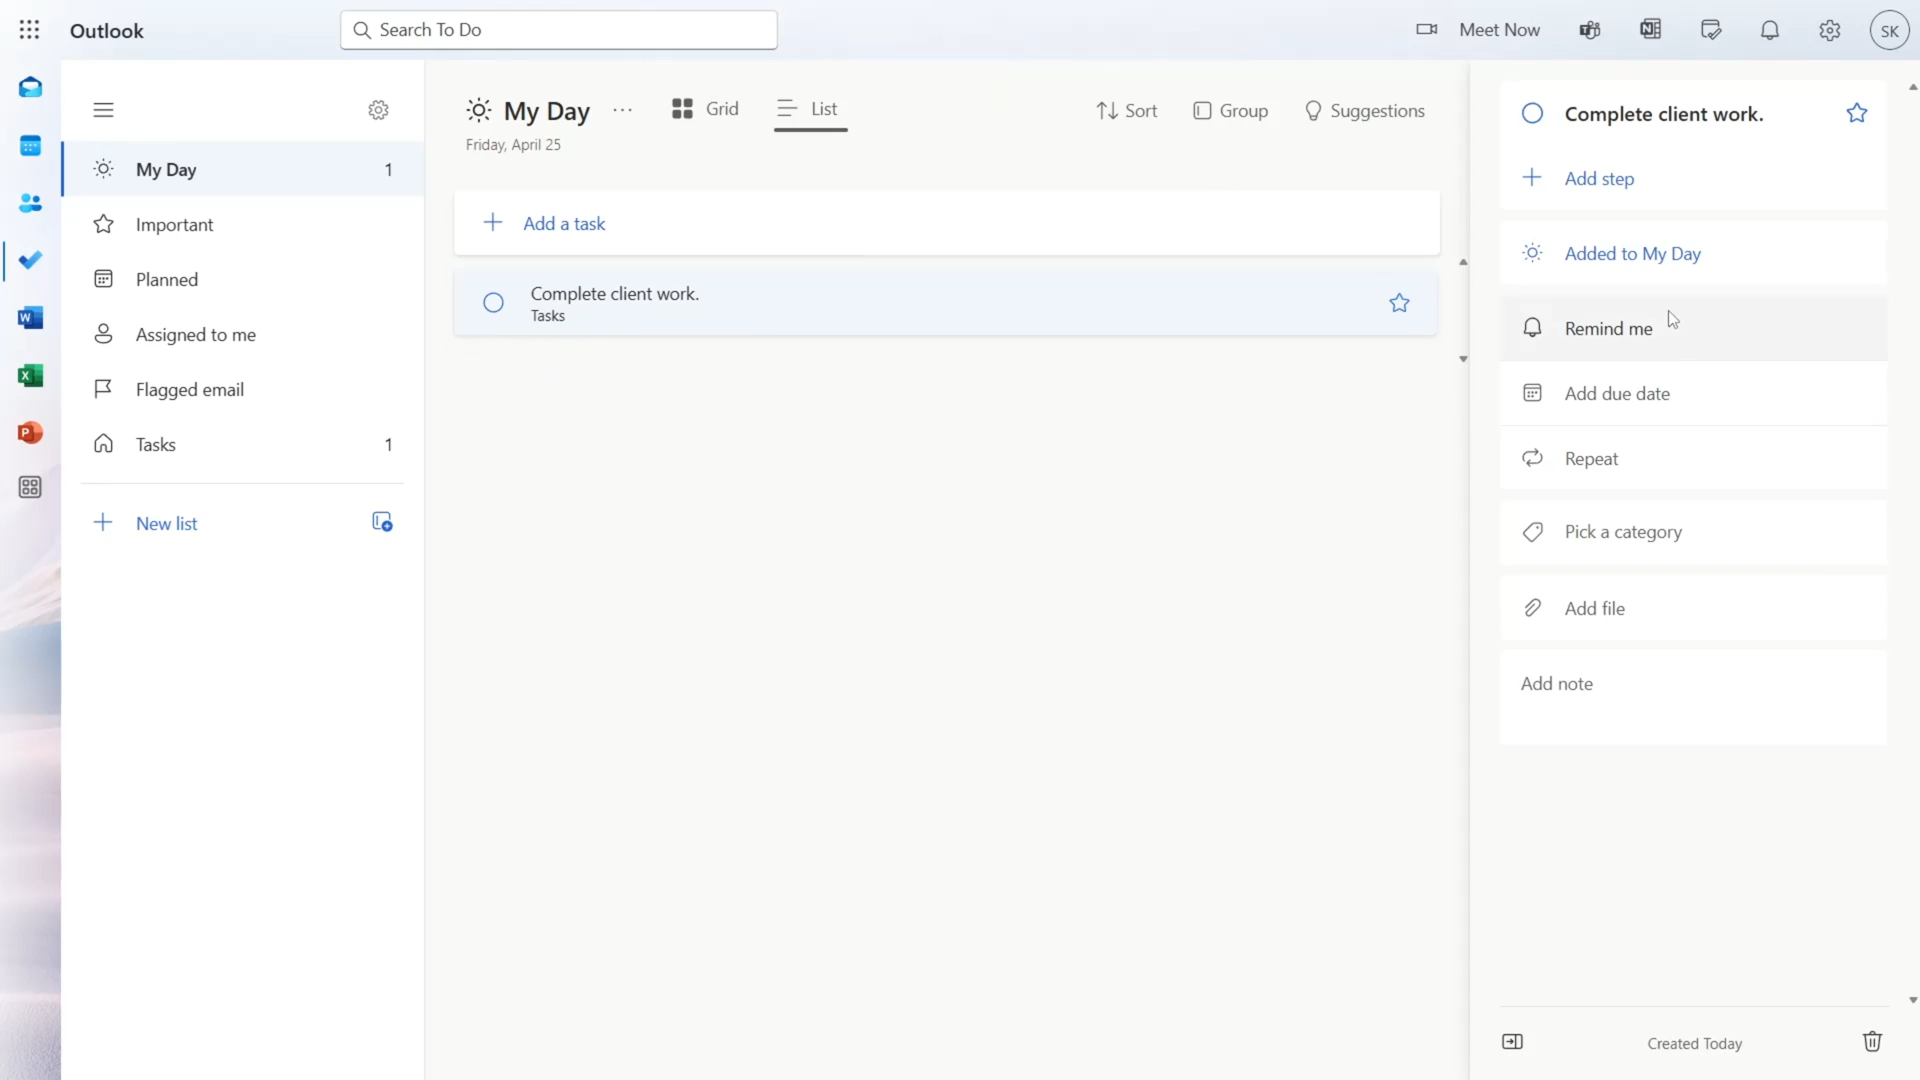 Outlook
Search To Do
Meet Now
SK
My Day 1
Important
Planned
Assigned to me
Flagged email
Tasks 1
New list
My Day
Friday, April 25
Grid
List
Sort
Group
Suggestions
Add a task
Complete client work.
Tasks
Complete client work.
Add step
Added to My Day
Remind me
Add due date
Repeat
Pick a category
Add file
Add note
Created Today